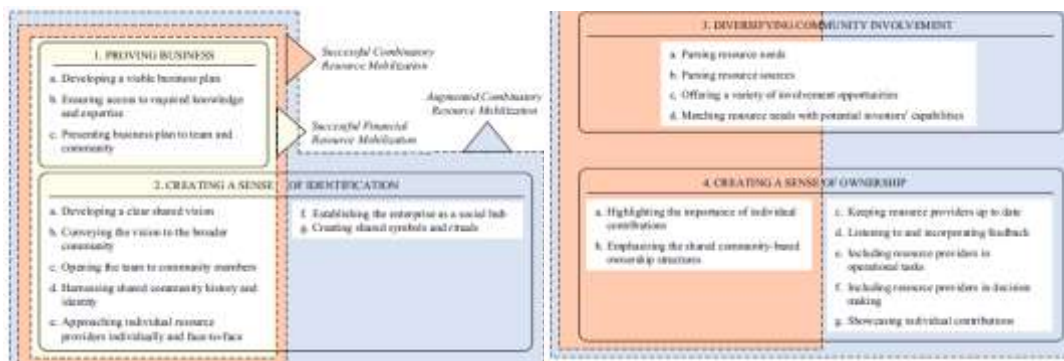 1. PROVING BUSINESS
a. Developing a viable business plan
b. Ensuring access to required knowledge
and expertise
c. Presenting business plan to team and
community
Successful Combinatory
Resource Mobilization
Augmented Combinatory
Resource Mobilization
Successful Financial
Resource Mobilization
2. CREATING A SENSE OF IDENTIFICATION
a. Developing a clear shared vision
b. Conveying the vision to the broader
community
c. Opening the team to community members
d. Harnessing shared community history and
identity
e. Approaching individual resource
providers individually and face-to-face
f. Establishing the enterprise as a social hub
g. Creating shared symbols and rituals
3. DIVERSIFYING COMMUNITY INVOLVEMENT
a. Parsing resource needs
b. Parsing resource sources
c. Offering a variety of involvement opportunities
d. Matching resource needs with potential investors' capabilities
4. CREATING A SENSE OF OWNERSHIP
a. Highlighting the importance of individual
contributions
b. Emphasizing the shared community-based
ownership structures
c. Keeping resource providers up to date
d. Listening to and incorporating feedback
e. Including resource providers in
operational tasks
f. Including resource providers in decision
making
g. Showcasing individual contributions